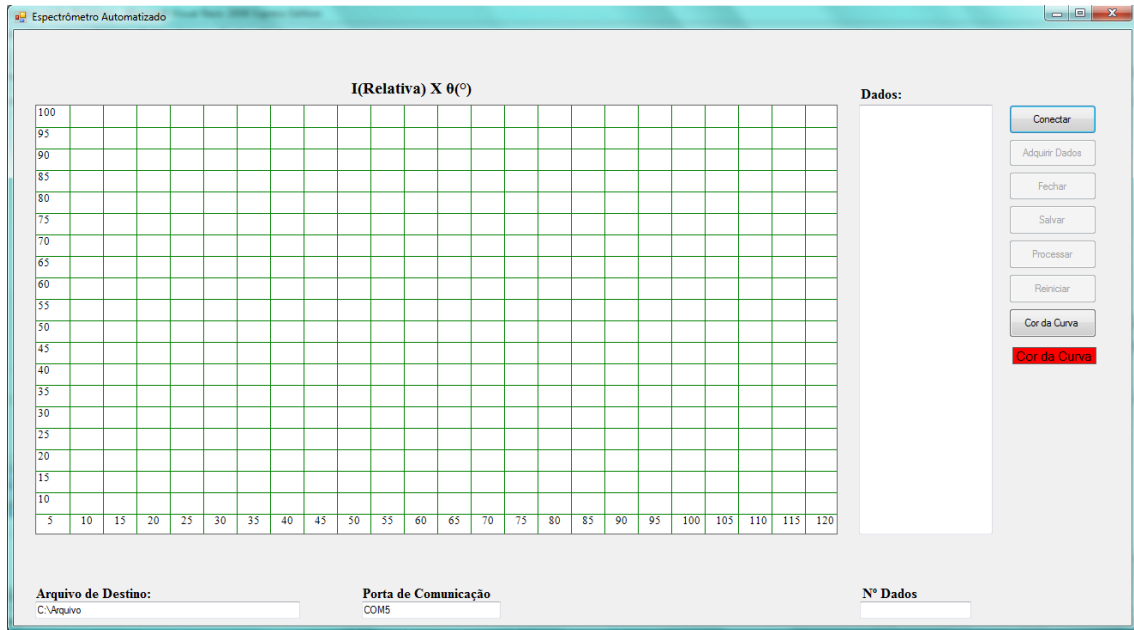 Espectrômetro Automatizado
I(Relativa) X θ(°)
Dados:
100
95
90
85
80
75
70
65
60
55
50
45
40
35
30
25
20
15
10
5 10 15 20 25 30 35 40 45 50 55 60 65 70 75 80 85 90 95 100 105 110 115 120
Conectar
Adquirir Dados
Fechar
Salvar
Processar
Reiniciar
Cor da Curva
Cor da Curva
Arquivo de Destino:
C:\Arquivo
Porta de Comunicação
COM5
Nº Dados